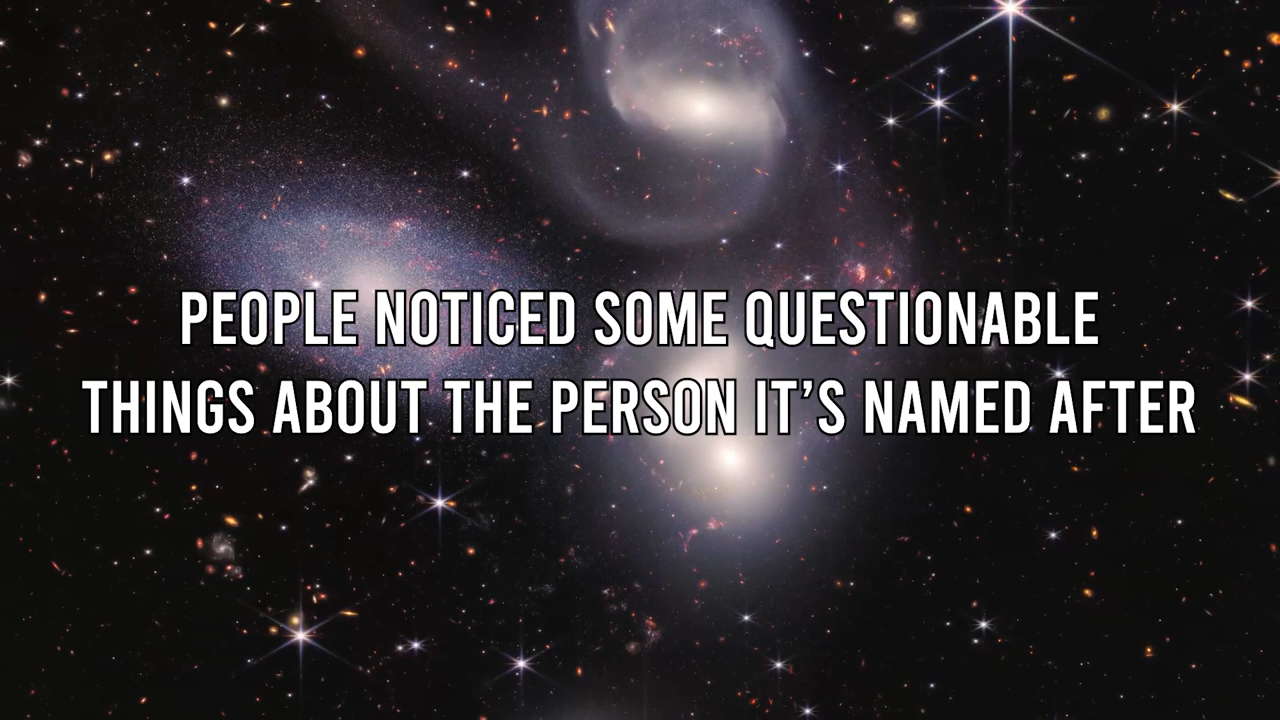 PEOPLE NOTICED SOME QUESTIONABLE
THINGS ABOUT THE PERSON IT’S NAMED AFTER